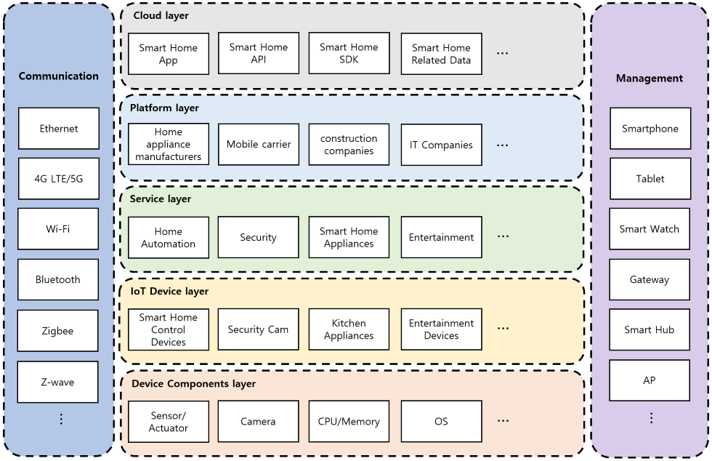 Communication
Ethernet
4G LTE/5G
Wi-Fi
Bluetooth
Zigbee
Z-wave
⋮
Cloud layer
Smart Home
App
Smart Home
API
Smart Home
SDK
Smart Home
Related Data
...
Platform layer
Home
appliance
manufacturers
Mobile carrier
construction
companies
IT Companies
...
Service layer
Home
Automation
Security
Smart Home
Appliances
Entertainment
...
IoT Device layer
Smart Home
Control
Devices
Security Cam
Kitchen
Appliances
Entertainment
Devices
...
Device Components layer
Sensor/
Actuator
Camera
CPU/Memory
OS
...
Management
Smartphone
Tablet
Smart Watch
Gateway
Smart Hub
AP
⋮